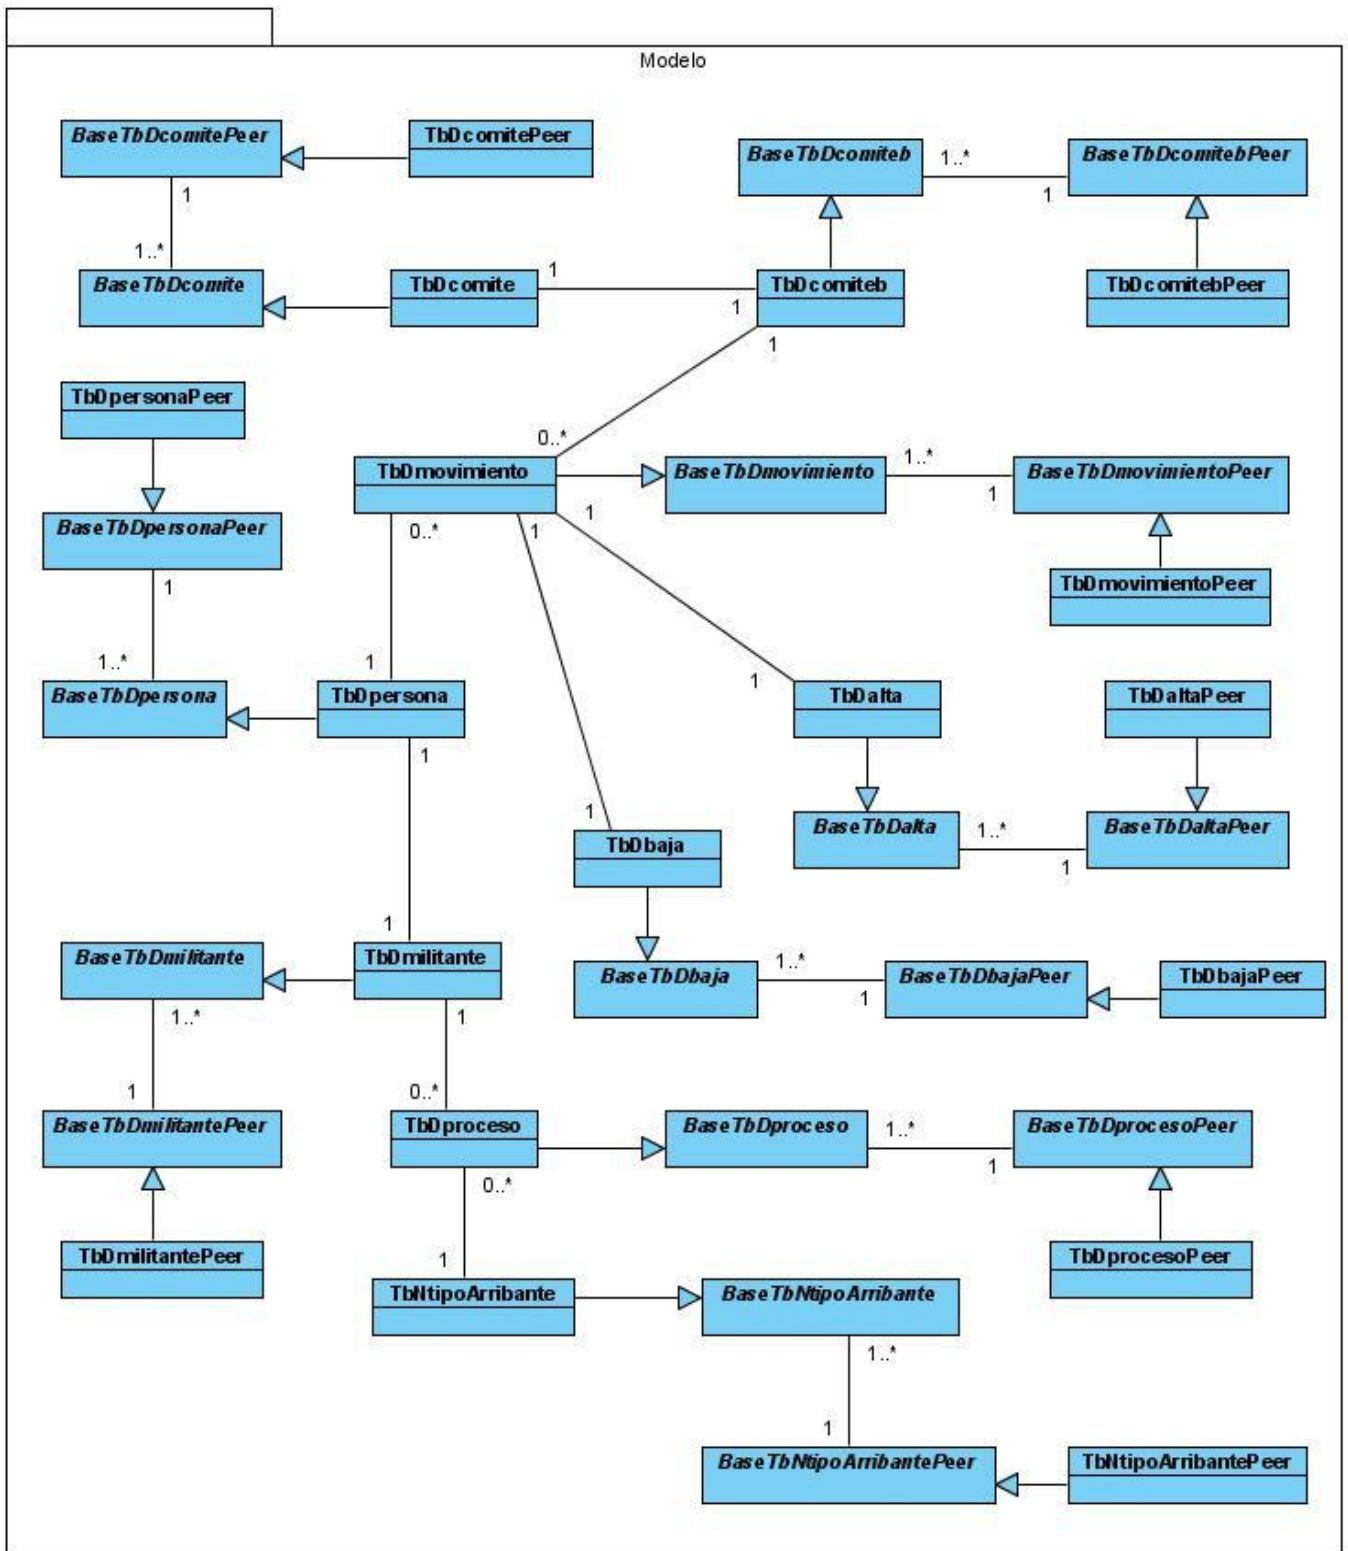 Modelo
BaseTbDcomitePeer
TbDcomitePeer
BaseTbDcomiteb
1..*
BaseTbDcomitebPeer
1
1
1..*
BaseTbDcomite
TbDcomite
1
1
TbDcomiteb
TbDcomitebPeer
1
TbDpersonaPeer
0..*
TbDmovimiento
BaseTbDmovimiento
1..*
1
BaseTbDmovimientoPeer
BaseTbDpersonaPeer
0..*
1
1
1
TbDmovimientoPeer
1..*
1
BaseTbDpersona
TbDpersona
1
1
TbDalta
TbDaltaPeer
1
TbDbaja
BaseTbDalta
1..*
1
BaseTbDaltaPeer
1
BaseTbDmilitante
TbDmilitante
BaseTbDbaja
1..*
1
BaseTbDbajaPeer
TbDbajaPeer
1..*
1
1
0..*
BaseTbDmilitantePeer
TbDproceso
BaseTbDproceso
1..*
1
BaseTbDprocesoPeer
0..*
TbDmilitantePeer
1
TbDprocesoPeer
TbNtipoArribante
BaseTbNtipoArribante
1..*
1
BaseTbNtipoArribantePeer
TbNtipoArribantePeer